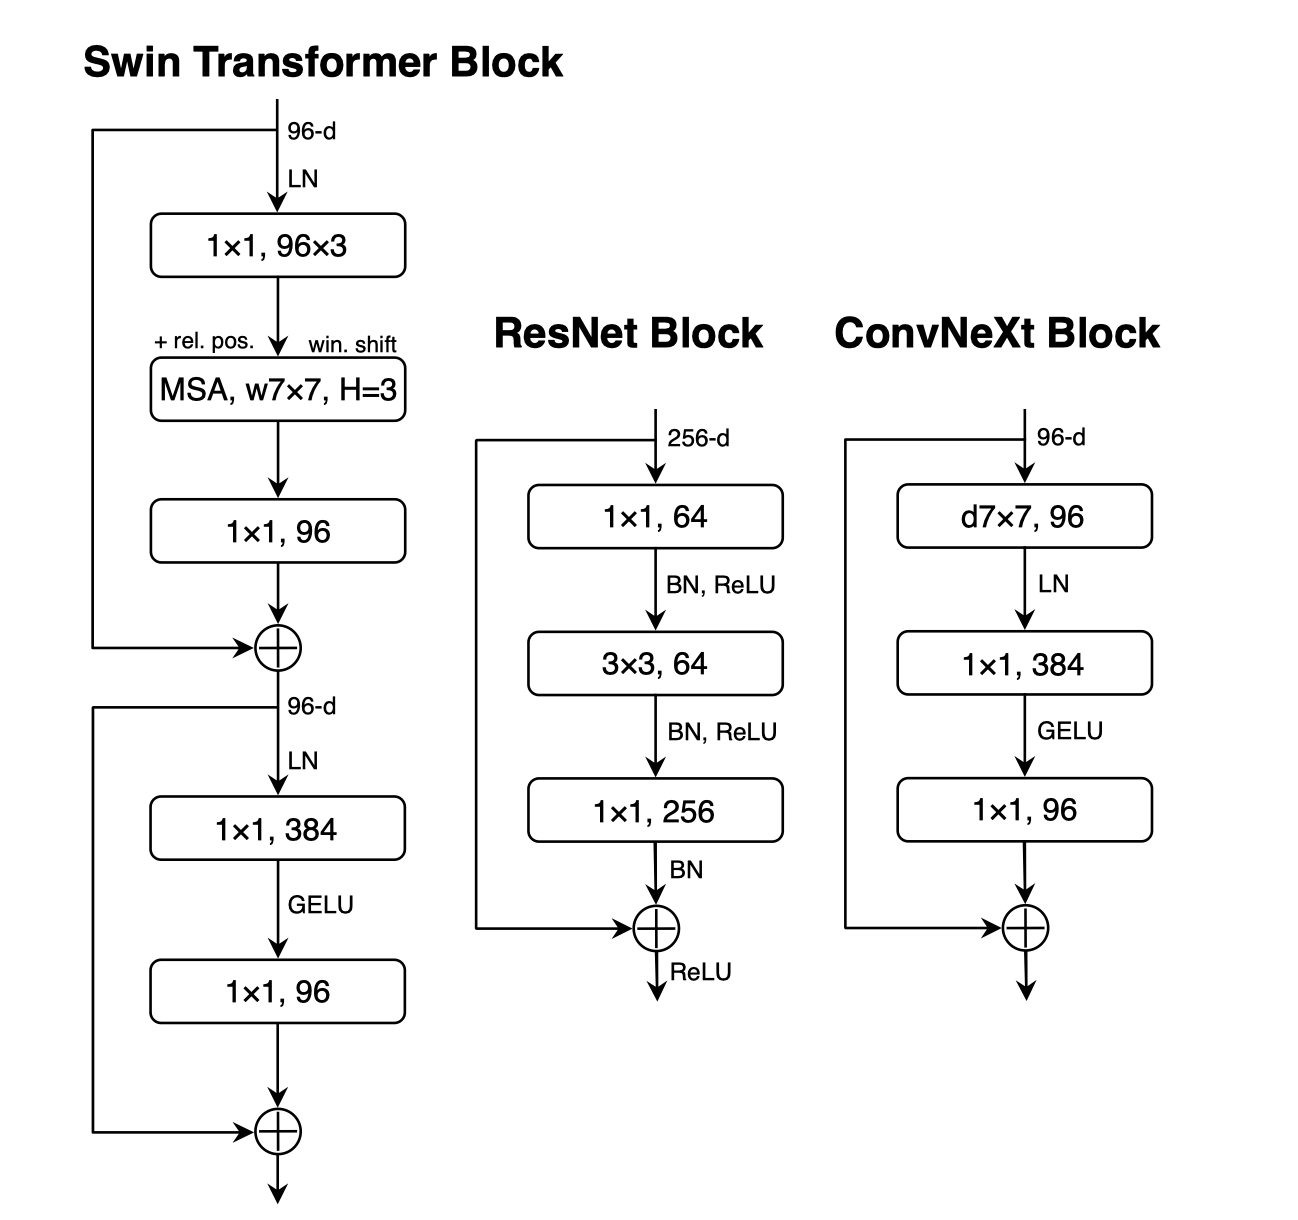 Swin Transformer Block
96-d
LN
1×1, 96×3
+ rel. pos. win. shift
MSA, w7×7, H=3
1×1, 96
96-d
LN
1×1, 384
GELU
1×1, 96
ResNet Block
256-d
1×1, 64
BN, ReLU
3×3, 64
BN, ReLU
1×1, 256
BN
ReLU
ConvNeXt Block
96-d
d7×7, 96
LN
1×1, 384
GELU
1×1, 96